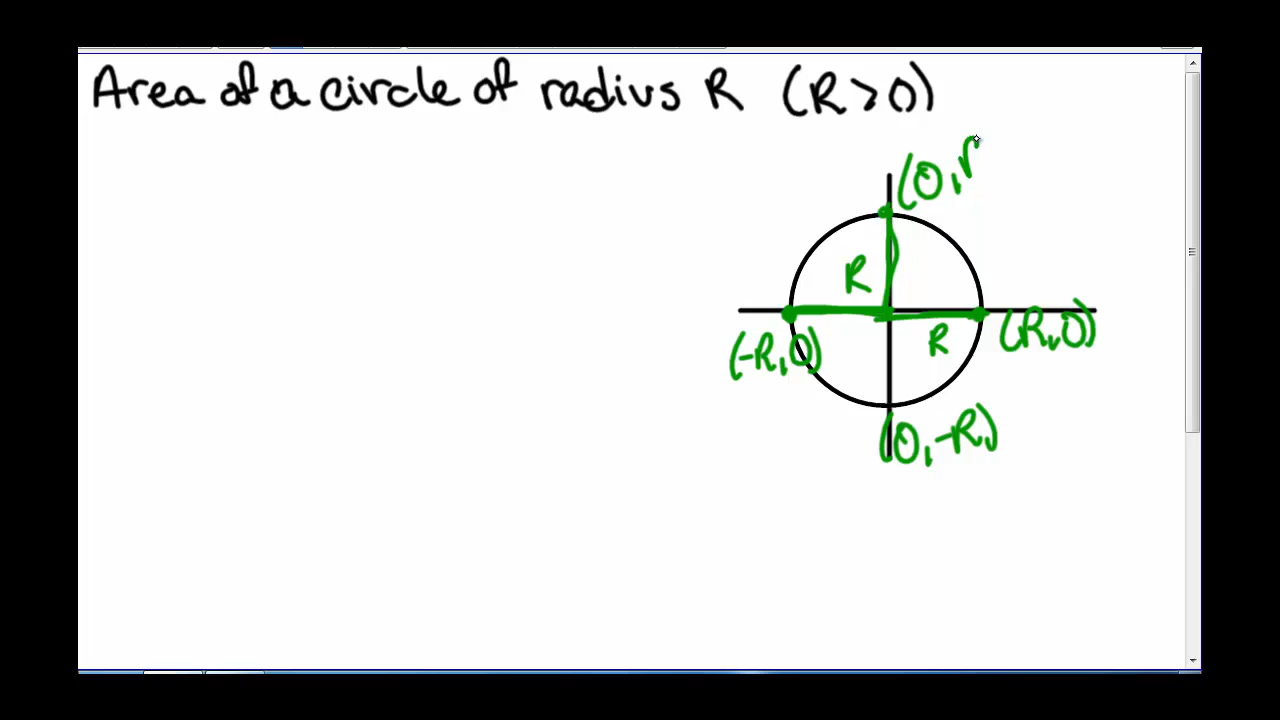 Area of a circle of radius R (R>0)
(0,r
R
(-R,0)
R
(R,0)
(0,-R)